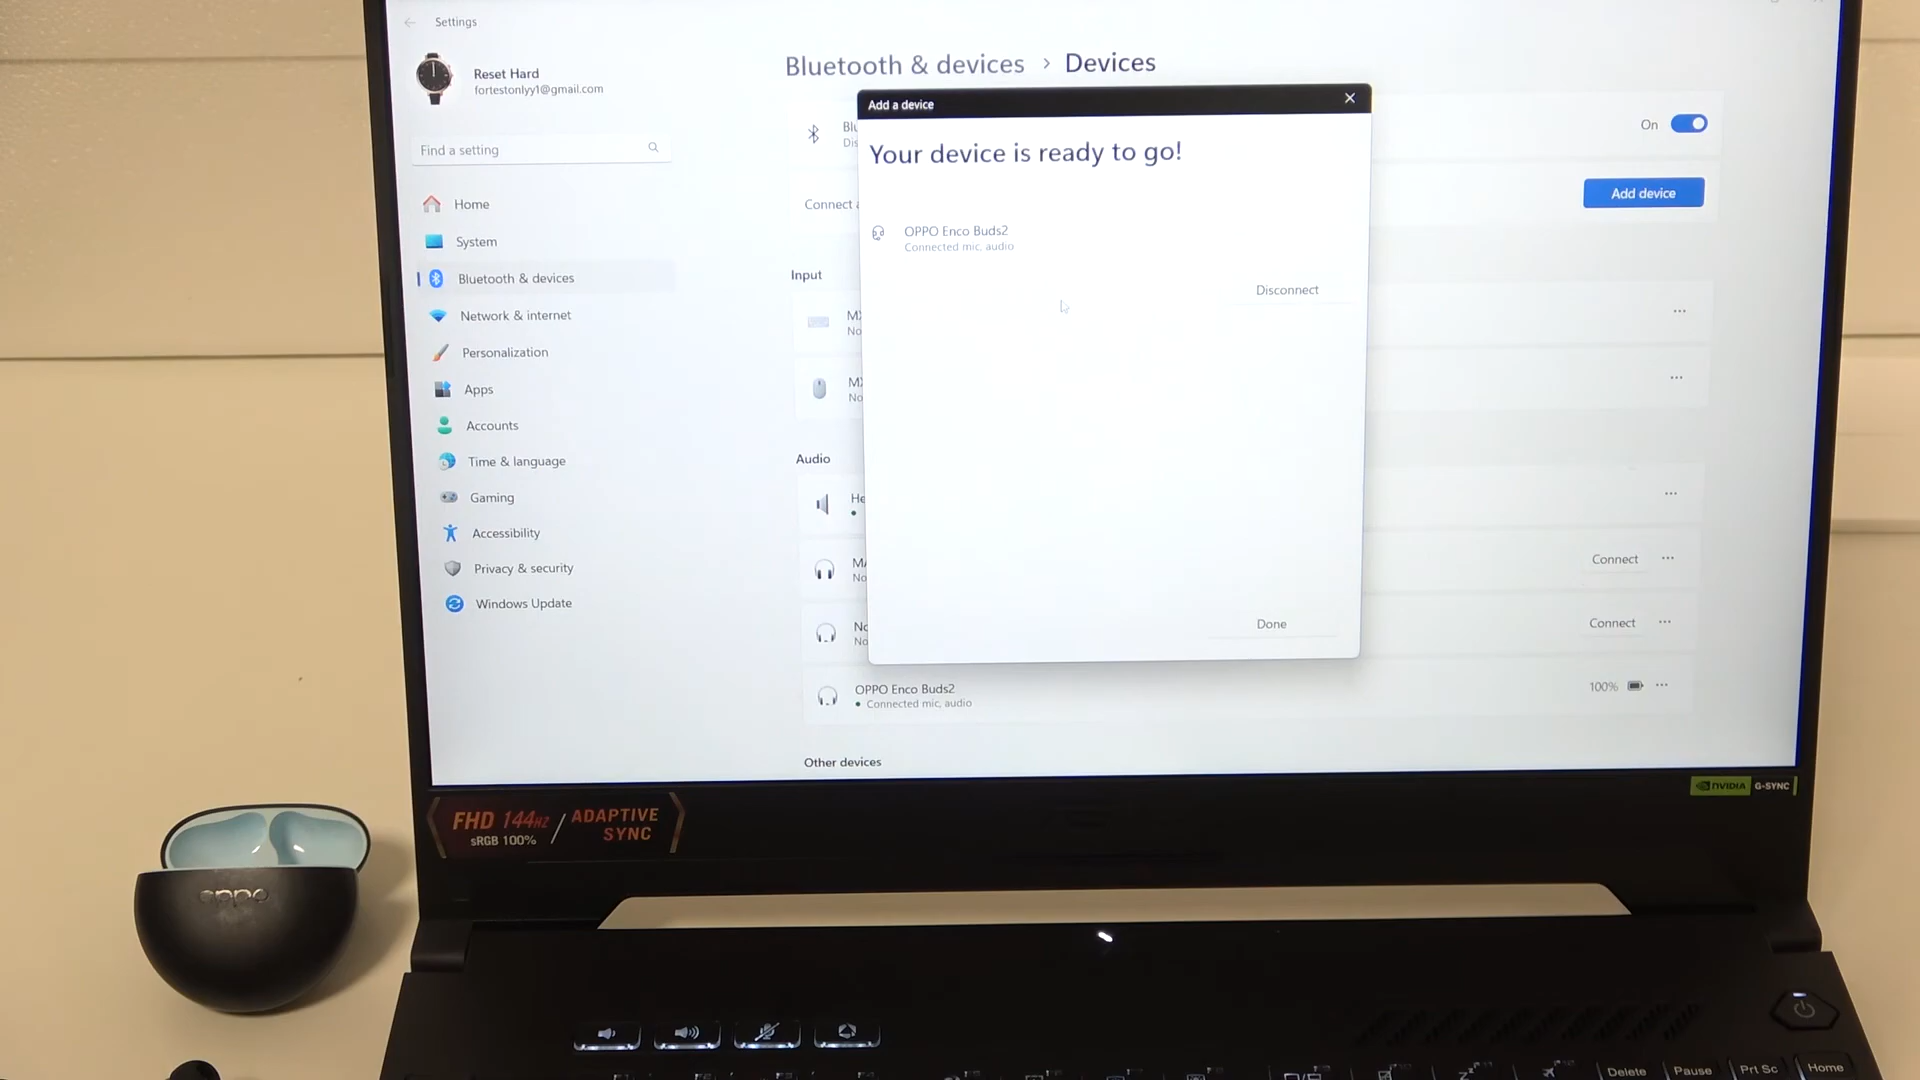 Settings
Reset Hard
fortestonlyy1@gmail.com
Find a setting
Home
System
Bluetooth & devices
Network & internet
Personalization
Apps
Accounts
Time & language
Gaming
Accessibility
Privacy & security
Windows Update
Bluetooth & devices > Devices
On
Add device
Connect
Input
Audio
Connect
Connect
OPPO Enco Buds2
Connected mic, audio
100%
Other devices
Add a device
Your device is ready to go!
OPPO Enco Buds2
Connected mic, audio
Disconnect
Done
FHD 144Hz / ADAPTIVE SYNC
sRGB 100%
NVIDIA G-SYNC
oppo
Delete
Pause
Prt Sc
Home